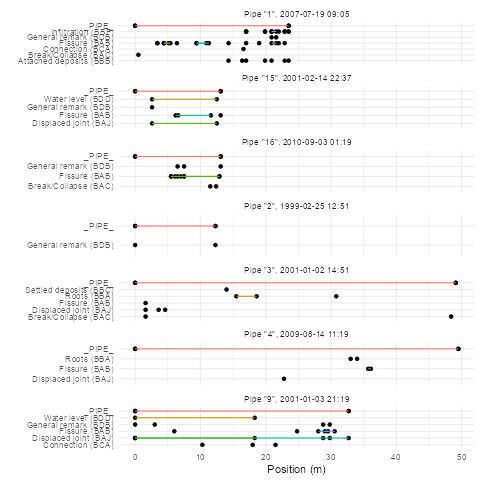 Pipe "1", 2007-07-19 09:05
_PIPE_
Infiltration (BBF)
General remark (BDB)
Fissure (BAB)
Connection (BCA)
Break/Collapse (BAC)
Attached deposits (BBB)
Pipe "15", 2001-02-14 22:37
_PIPE_
Water level (BDD)
General remark (BDB)
Fissure (BAB)
Displaced joint (BAJ)
Pipe "16", 2010-09-03 01:19
_PIPE_
General remark (BDB)
Fissure (BAB)
Break/Collapse (BAC)
Pipe "2", 1999-02-25 12:51
_PIPE_
General remark (BDB)
Pipe "3", 2001-01-02 14:51
_PIPE_
Settled deposits (BBC)
Roots (BBA)
Fissure (BAB)
Displaced joint (BAJ)
Break/Collapse (BAC)
Pipe "4", 2009-08-14 11:19
_PIPE_
Roots (BBA)
Fissure (BAB)
Displaced joint (BAJ)
Pipe "9", 2001-01-03 21:19
_PIPE_
Water level (BDD)
General remark (BDB)
Fissure (BAB)
Displaced joint (BAJ)
Connection (BCA)
0 10 20 30 40 50
Position (m)